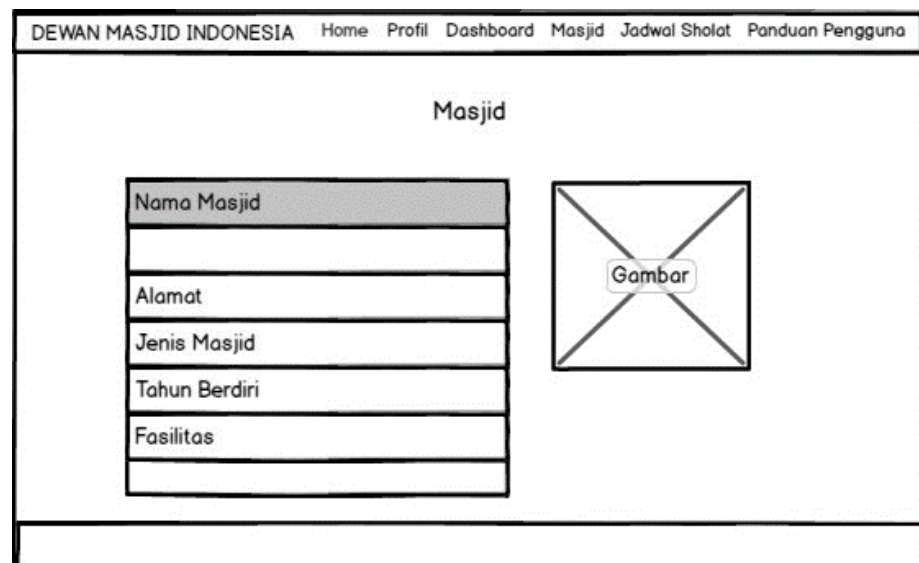 DEWAN MASJID INDONESIA Home Profil Dashboard Masjid Jadwal Sholat Panduan Pengguna
Masjid
Nama Masjid
Alamat
Jenis Masjid
Tahun Berdiri
Fasilitas
Gambar